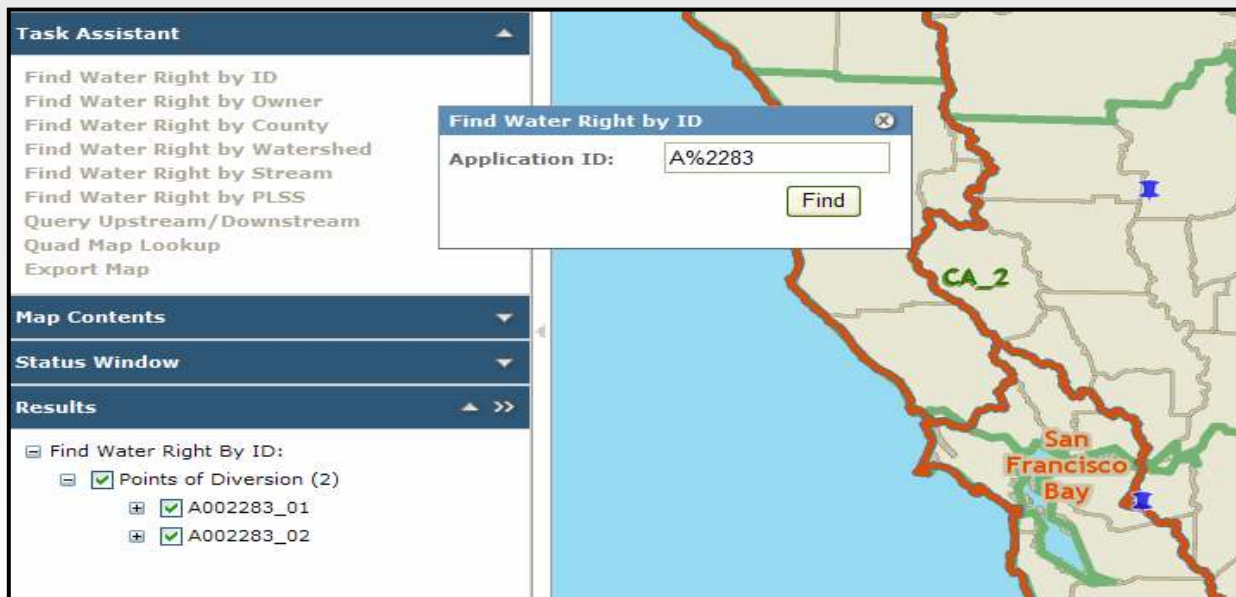 Task Assistant
Find Water Right by ID
Find Water Right by Owner
Find Water Right by County
Find Water Right by Watershed
Find Water Right by Stream
Find Water Right by PLSS
Query Upstream/Downstream
Quad Map Lookup
Export Map
Map Contents
Status Window
Results
Find Water Right By ID:
Points of Diversion (2)
A002283_01
A002283_02
Find Water Right by ID
Application ID: A%2283
Find
CA_2
San
Francisco
Bay